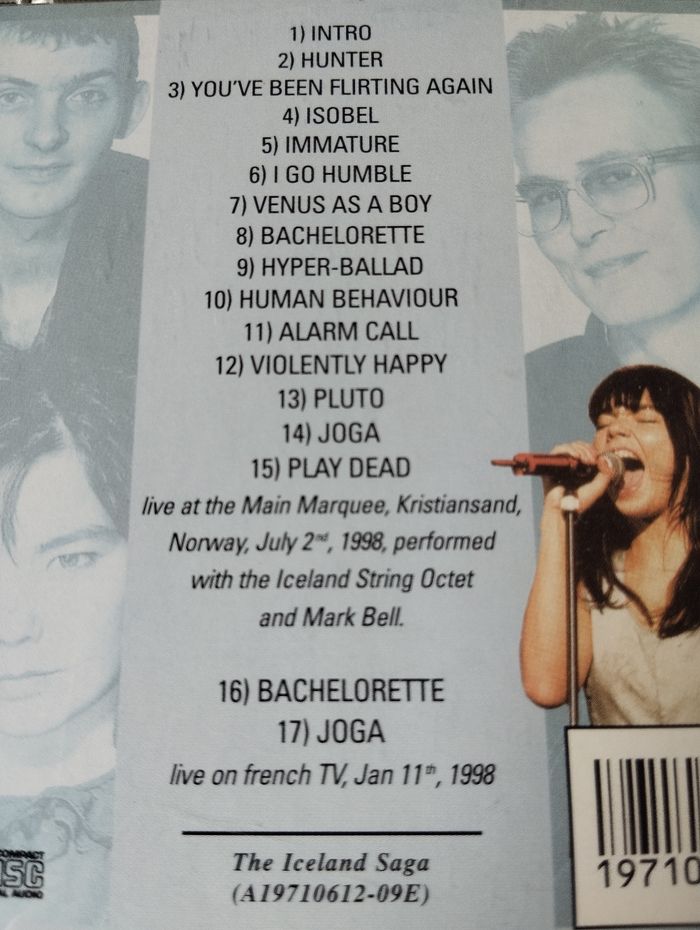 1) INTRO
2) HUNTER
3) YOU'VE BEEN FLIRTING AGAIN
4) ISOBEL
5) IMMATURE
6) I GO HUMBLE
7) VENUS AS A BOY
8) BACHELORETTE
9) HYPER-BALLAD
10) HUMAN BEHAVIOUR
11) ALARM CALL
12) VIOLENTLY HAPPY
13) PLUTO
14) JOGA
15) PLAY DEAD
live at the Main Marquee, Kristiansand,
Norway, July 2nd, 1998, performed
with the Iceland String Octet
and Mark Bell.
16) BACHELORETTE
17) JOGA
live on french TV, Jan 11th, 1998
The Iceland Saga
(A19710612-09E)
COMPACT
DISC
AL AUDIO
19710